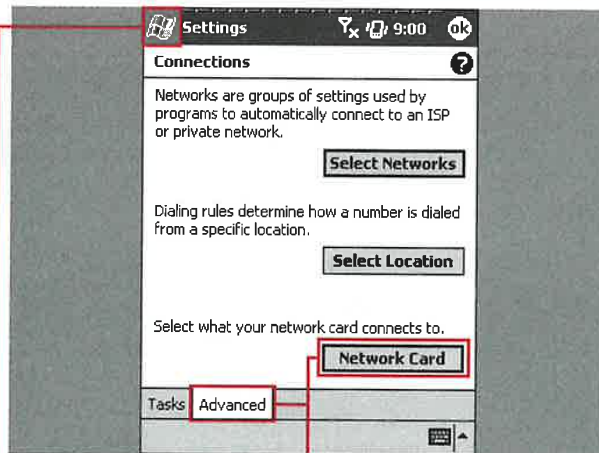 Settings 9:00 ok
Connections ?
Networks are groups of settings used by
programs to automatically connect to an ISP
or private network.
Select Networks
Dialing rules determine how a number is dialed
from a specific location.
Select Location
Select what your network card connects to.
Network Card
Tasks Advanced